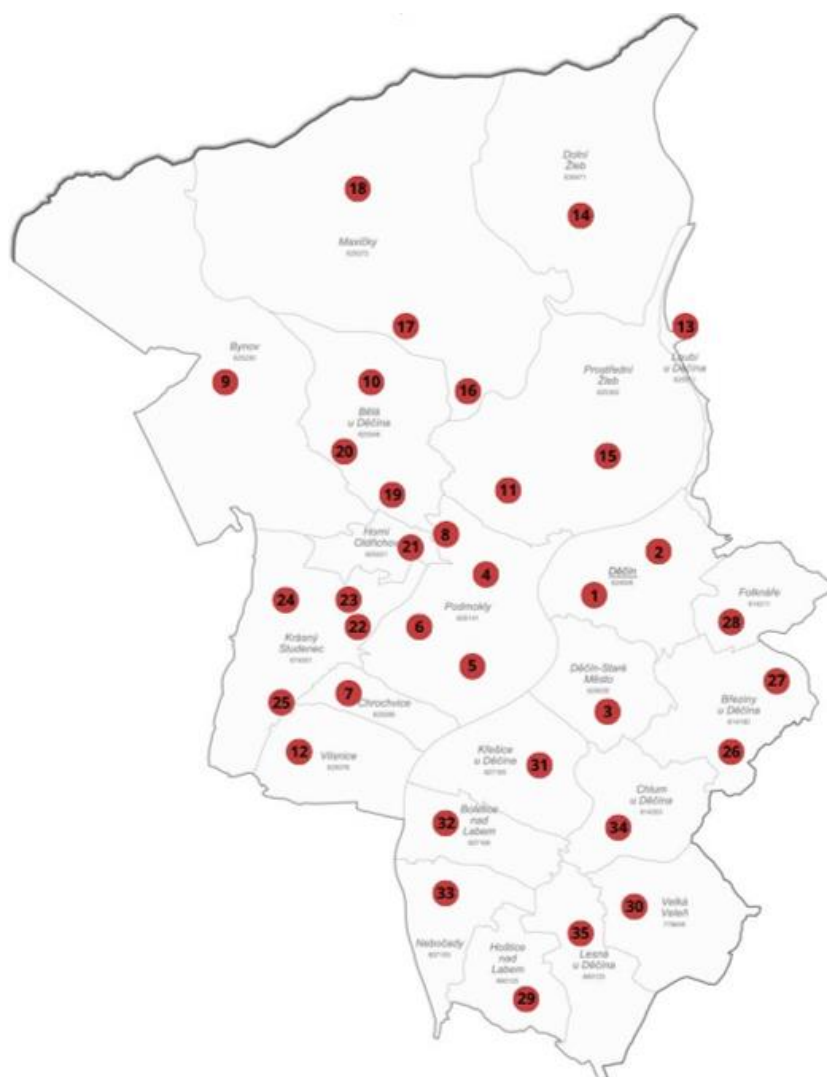 Dolní
Žleb
18
14
Maxičky
17
13
Bynov
Loubí
u Děčína
Prostřední
Žleb
9
10
16
Bělá
u Děčína
20
15
19
11
Horní
Oldřichov
21
8
2
4
Děčín
1
Folknáře
24
23
Podmokly
28
22
6
Krásný
Studenec
5
Děčín-Staré
Město
27
7
Chrochvice
Březiny
u Děčína
25
3
12
Vilsnice
Křešice
u Děčína
31
26
Chlum
u Děčína
Boletice
nad
Labem
32
34
33
30
Velká
Veleň
Nebočady
35
Hoštice
nad
Labem
Lesná
u Děčína
29